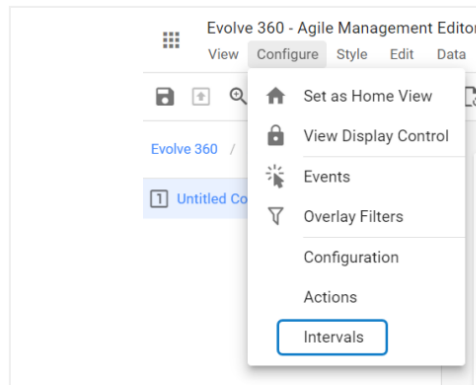 Evolve 360 - Agile Management Editor
View Configure Style Edit Data
Set as Home View
View Display Control
Evolve 360 /
Events
1 Untitled Co
Overlay Filters
Configuration
Actions
Intervals